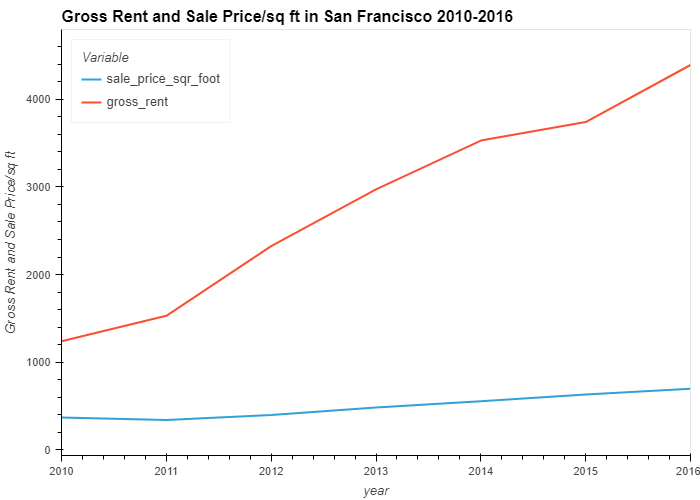 Gross Rent and Sale Price/sq ft in San Francisco 2010-2016
Variable
sale_price_sqr_foot
gross_rent
Gross Rent and Sale Price/sq ft
4000
3000
2000
1000
0
2010 2011 2012 2013 2014 2015 2016
year